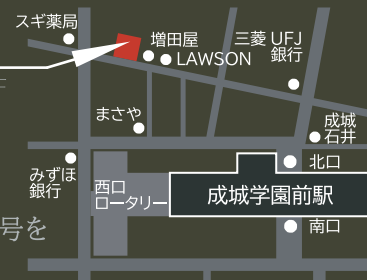 スギ薬局
増田屋
LAWSON
三菱 UFJ
銀行
まさや
成城
石井
みずほ
銀行
西口
ロータリー
北口
成城学園前駅
南口
号を